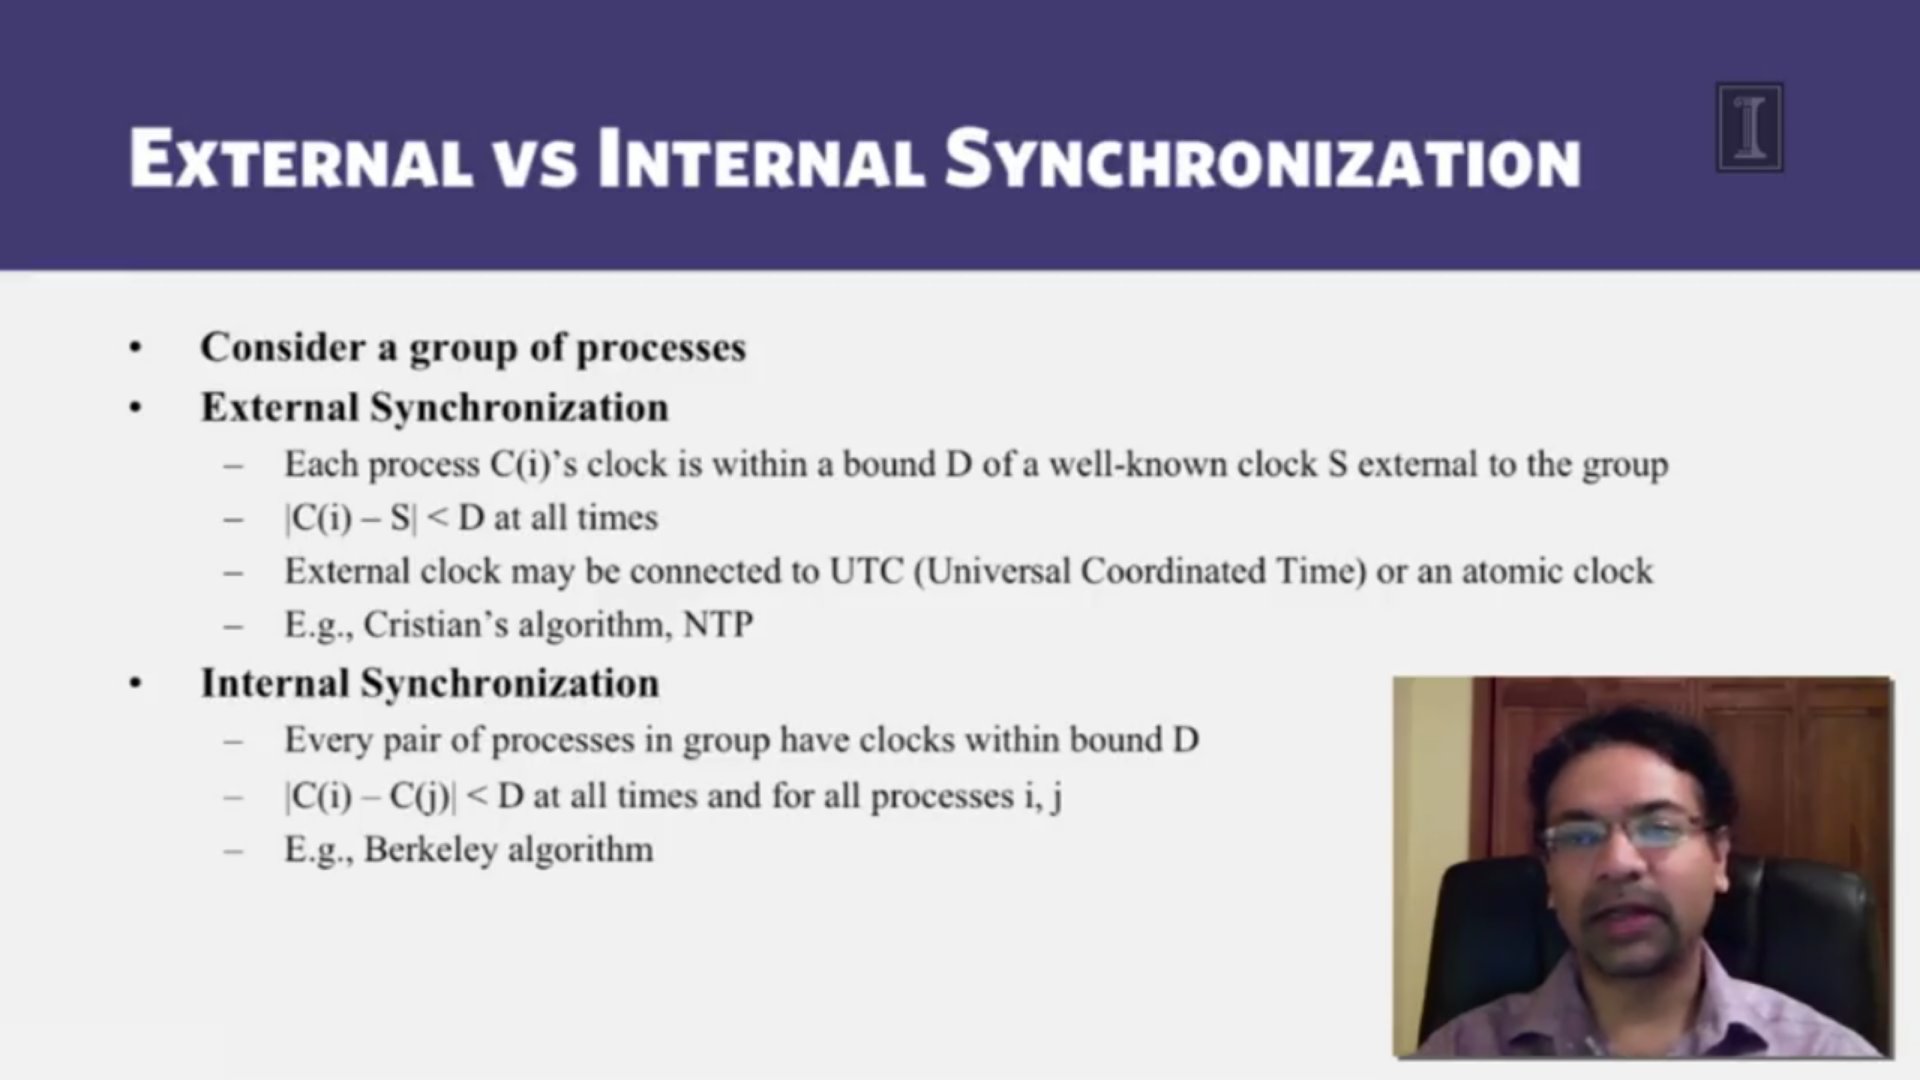 EXTERNAL VS INTERNAL SYNCHRONIZATION
• Consider a group of processes
• External Synchronization
– Each process C(i)’s clock is within a bound D of a well-known clock S external to the group
– |C(i) – S| < D at all times
– External clock may be connected to UTC (Universal Coordinated Time) or an atomic clock
– E.g., Cristian’s algorithm, NTP
• Internal Synchronization
– Every pair of processes in group have clocks within bound D
– |C(i) – C(j)| < D at all times and for all processes i, j
– E.g., Berkeley algorithm